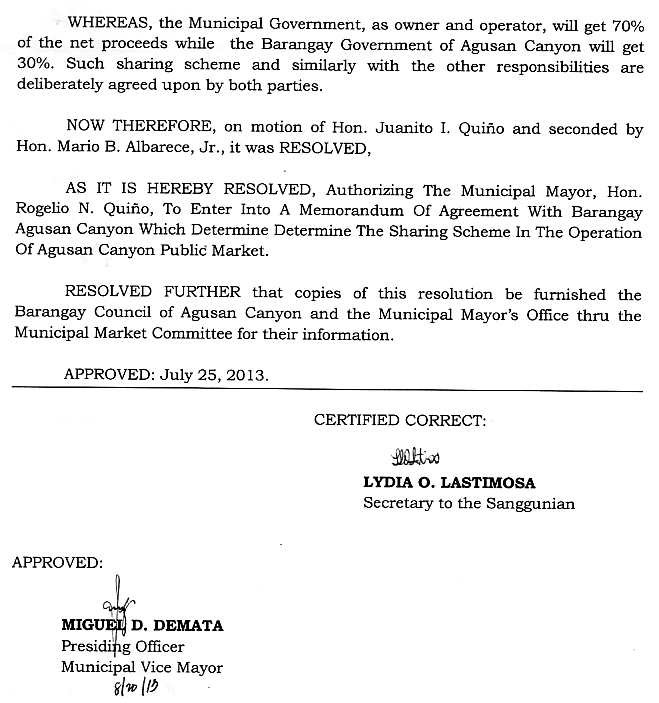 WHEREAS, the Municipal Government, as owner and operator, will get 70%
of the net proceeds while the Barangay Government of Agusan Canyon will get
30%. Such sharing scheme and similarly with the other responsibilities are
deliberately agreed upon by both parties.
NOW THEREFORE, on motion of Hon. Juanito I. Quiño and seconded by
Hon. Mario B. Albarece, Jr., it was RESOLVED,
AS IT IS HEREBY RESOLVED, Authorizing The Municipal Mayor, Hon.
Rogelio N. Quiño, To Enter Into A Memorandum Of Agreement With Barangay
Agusan Canyon Which Determine Determine The Sharing Scheme In The Operation
Of Agusan Canyon Public Market.
RESOLVED FURTHER that copies of this resolution be furnished the
Barangay Council of Agusan Canyon and the Municipal Mayor's Office thru the
Municipal Market Committee for their information.
APPROVED: July 25, 2013.
CERTIFIED CORRECT:
LYDIA O. LASTIMOSA
Secretary to the Sanggunian
APPROVED:
MIGUEL D. DEMATA
Presiding Officer
Municipal Vice Mayor
8/20/13